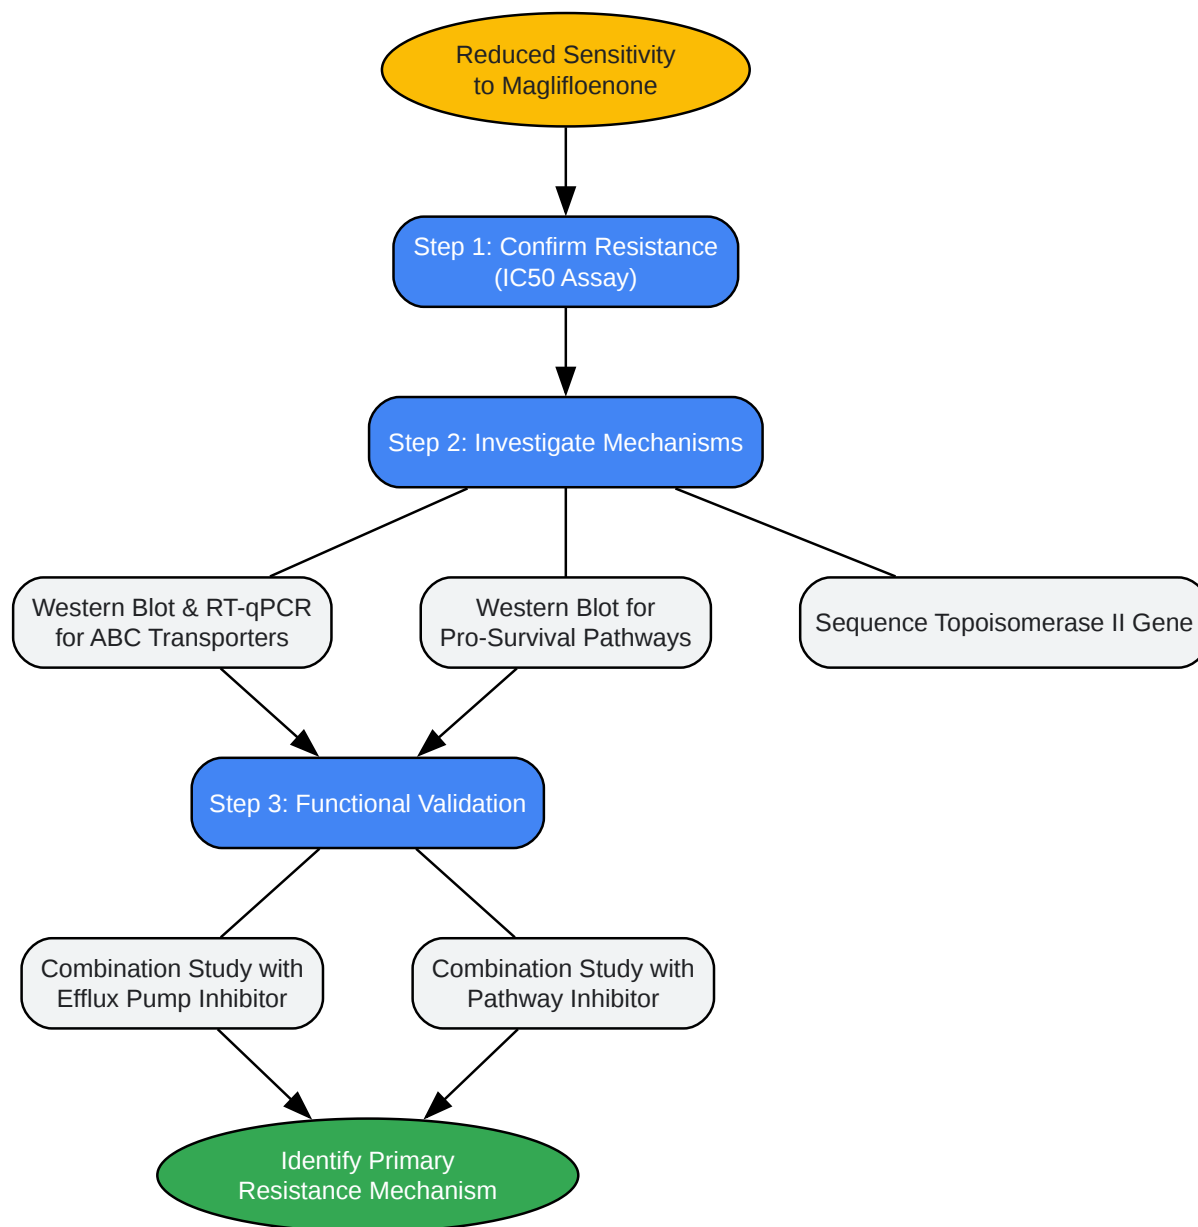 Reduced Sensitivity
to Maglifloenone
Step 1: Confirm Resistance
(IC50 Assay)
Step 2: Investigate Mechanisms
Western Blot & RT-qPCR
for ABC Transporters
Western Blot for
Pro-Survival Pathways
Sequence Topoisomerase II Gene
Step 3: Functional Validation
Combination Study with
Efflux Pump Inhibitor
Combination Study with
Pathway Inhibitor
Identify Primary
Resistance Mechanism